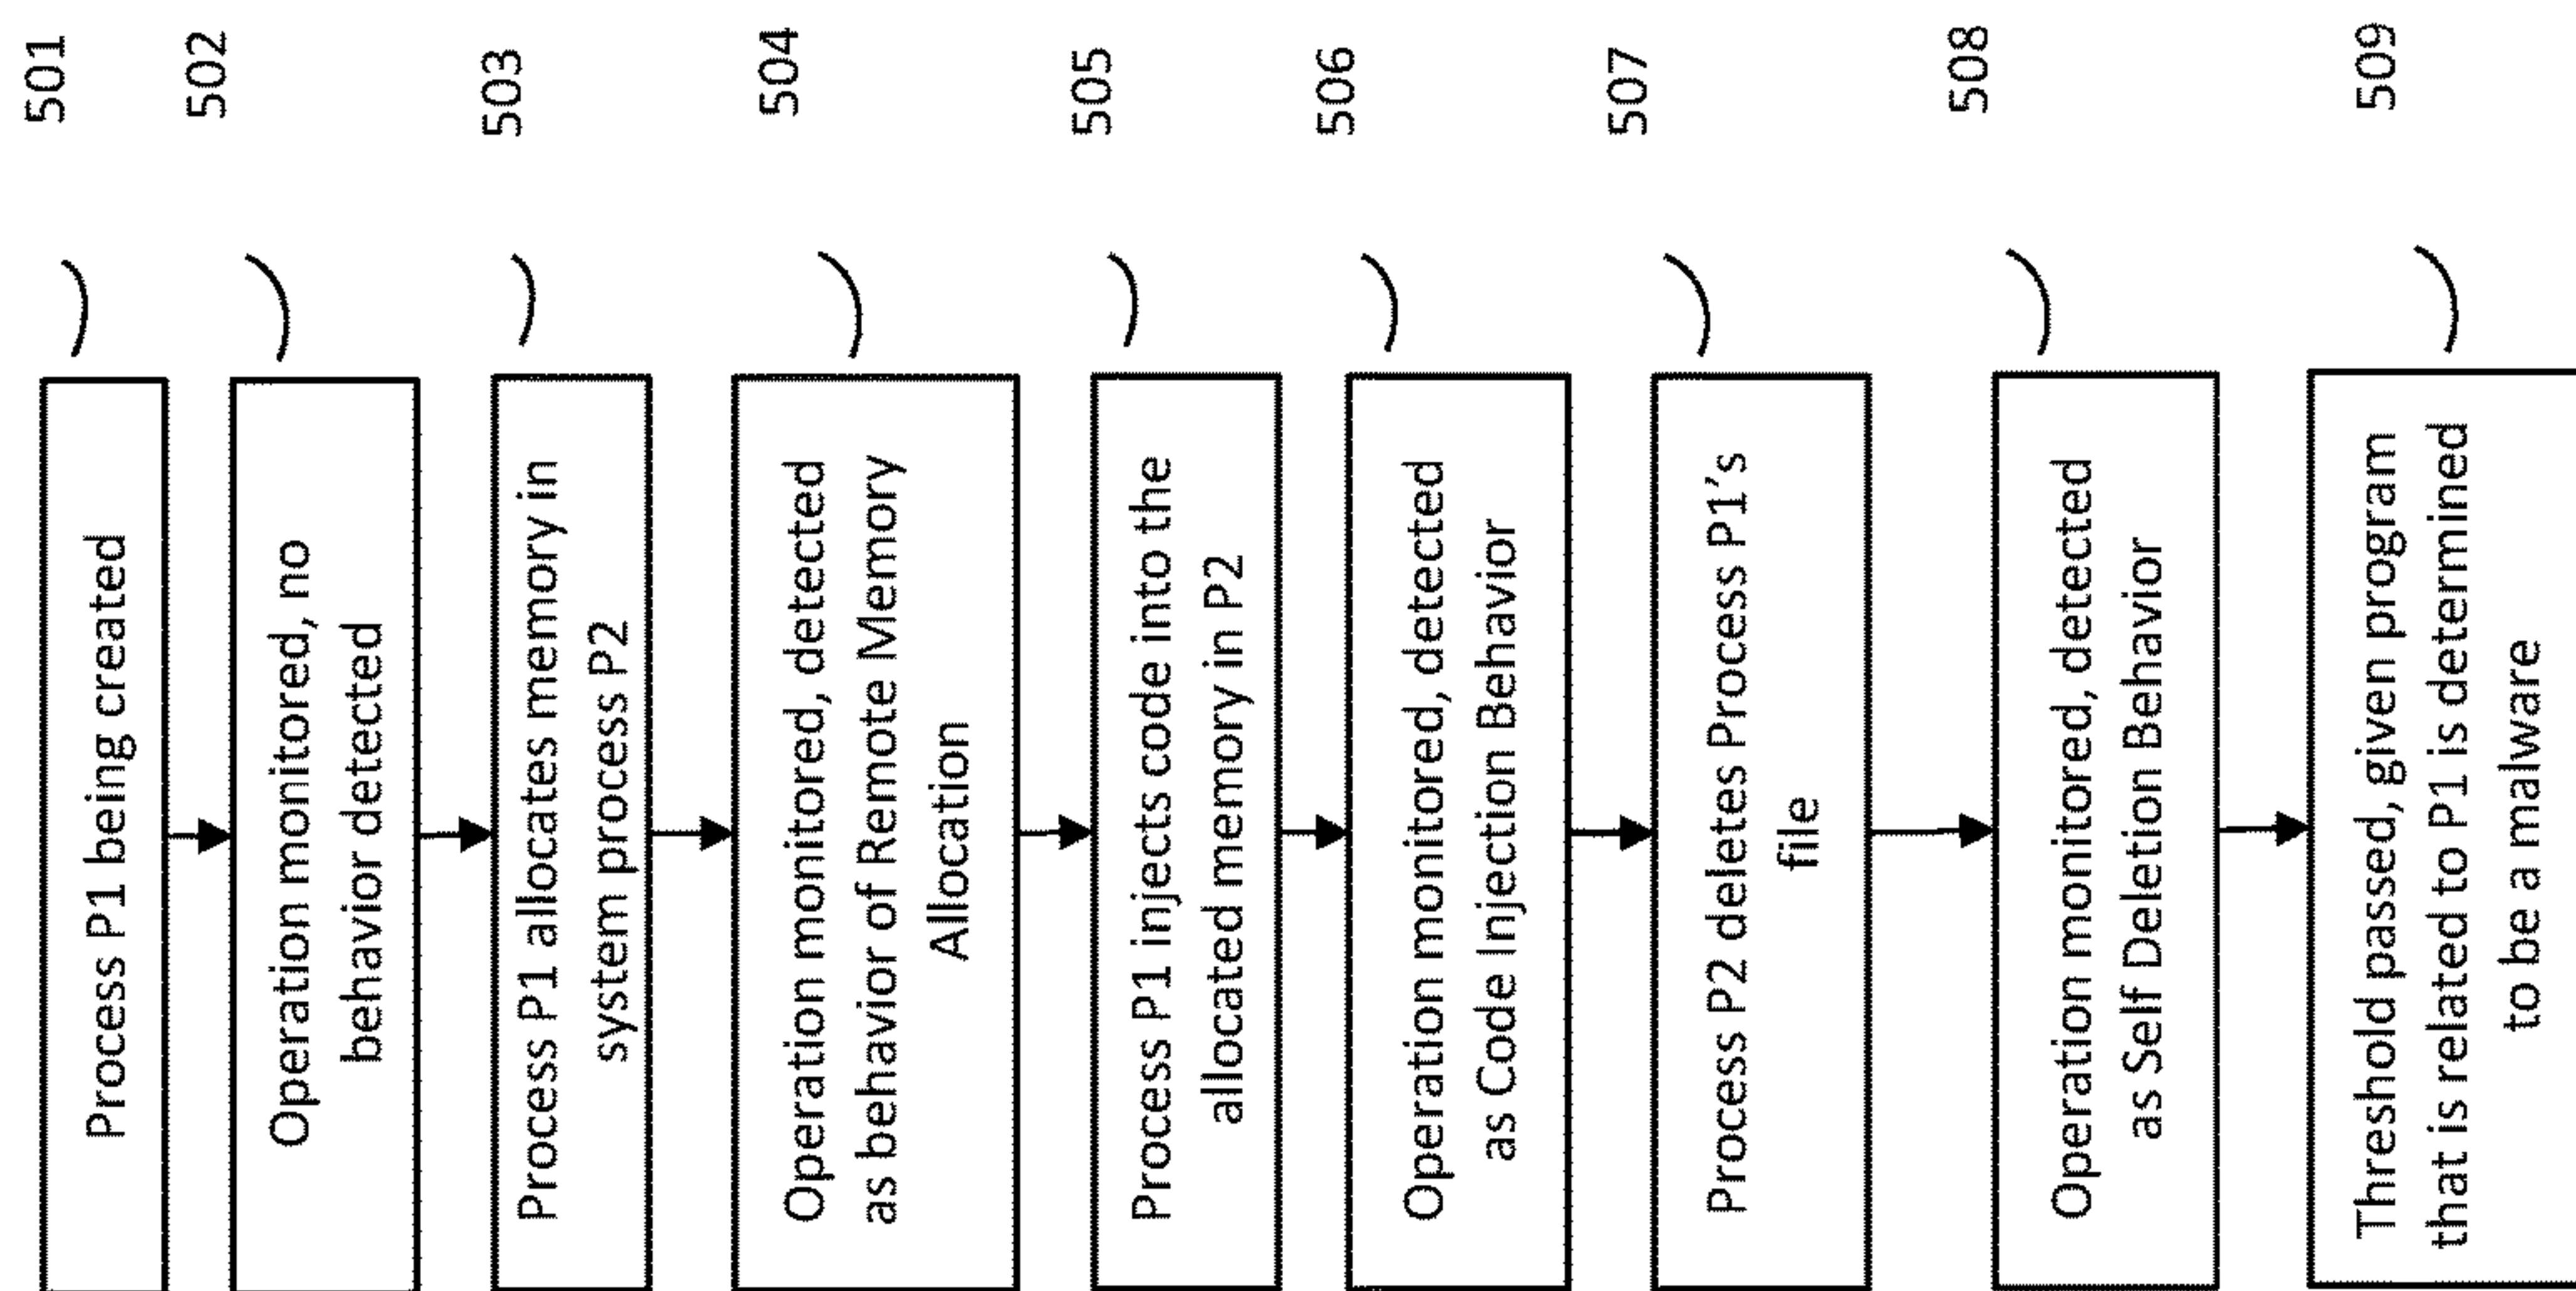 501
Process P1 being created
502
Operation monitored, no
behavior detected
503
Process P1 allocates memory in
system process P2
504
Operation monitored, detected
as behavior of Remote Memory
Allocation
505
Process P1 injects code into the
allocated memory in P2
506
Operation monitored, detected
as Code Injection Behavior
507
Process P2 deletes Process P1’s
file
508
Operation monitored, detected
as Self Deletion Behavior
509
Threshold passed, given program
that is related to P1 is determined
to be a malware